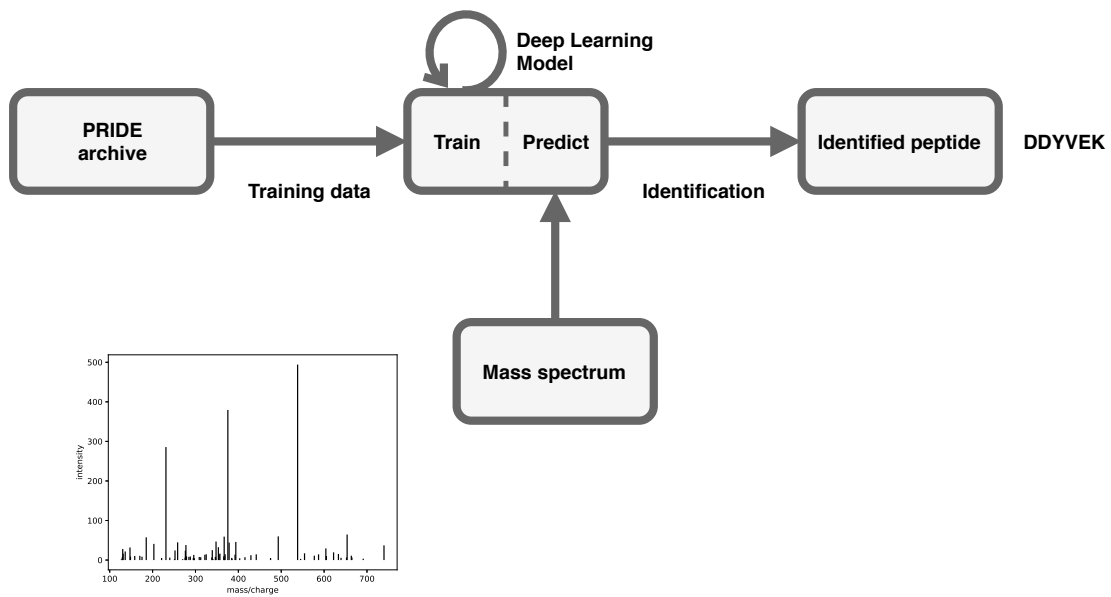 Deep Learning
Model
PRIDE
archive
Train
Predict
Identified peptide
DDYVEK
Training data
Identification
Mass spectrum
500
400
300
200
100
0
intensity
100 200 300 400 500 600 700
mass/charge